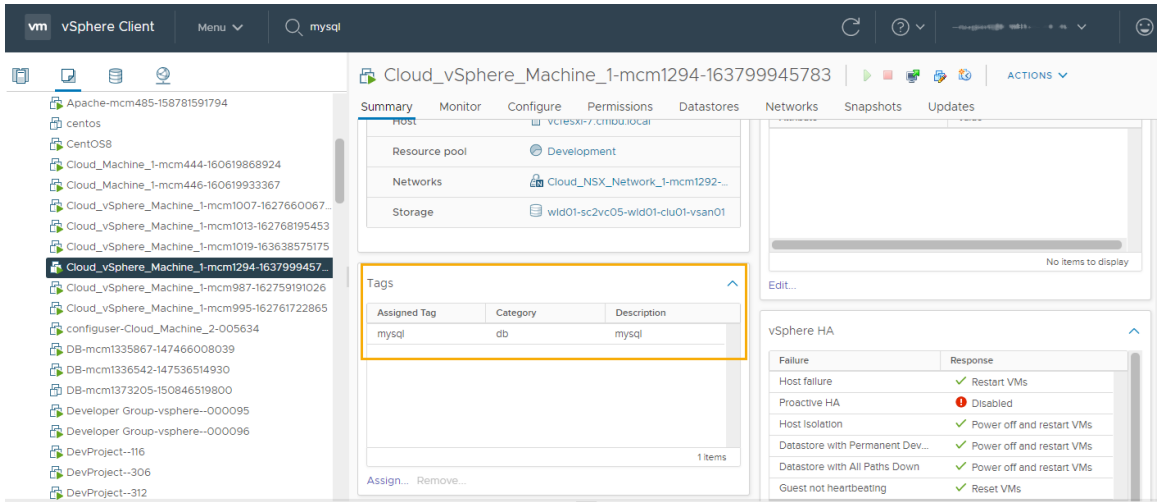 vm vSphere Client Menu mysql
Apache-mcm485-158781591794
centos
CentOS8
Cloud_Machine_1-mcm444-160619868924
Cloud_Machine_1-mcm446-160619933367
Cloud_vSphere_Machine_1-mcm1007-1627660067...
Cloud_vSphere_Machine_1-mcm1013-162768195453
Cloud_vSphere_Machine_1-mcm1019-163638575175
Cloud_vSphere_Machine_1-mcm1294-1637999457...
Cloud_vSphere_Machine_1-mcm987-162759191026
Cloud_vSphere_Machine_1-mcm995-162761722865
configuser-Cloud_Machine_2-005634
DB-mcm1335867-147466008039
DB-mcm1336542-147536514930
DB-mcm1373205-150846519800
Developer Group-vsphere--000095
Developer Group-vsphere--000096
DevProject--116
DevProject--306
DevProject--312
Cloud_vSphere_Machine_1-mcm1294-163799945783 ACTIONS
Summary Monitor Configure Permissions Datastores Networks Snapshots Updates
Host vcfesxi-7.cmbu.local
Resource pool Development
Networks Cloud_NSX_Network_1-mcm1292-...
Storage wld01-sc2vc05-wld01-clu01-vsan01
Tags
Assigned Tag Category Description
mysql db mysql
1 items
Assign... Remove...
Attribute Value
No items to display
Edit...
vSphere HA
Failure Response
Host failure Restart VMs
Proactive HA Disabled
Host Isolation Power off and restart VMs
Datastore with Permanent Dev... Power off and restart VMs
Datastore with All Paths Down Power off and restart VMs
Guest not heartbeating Reset VMs